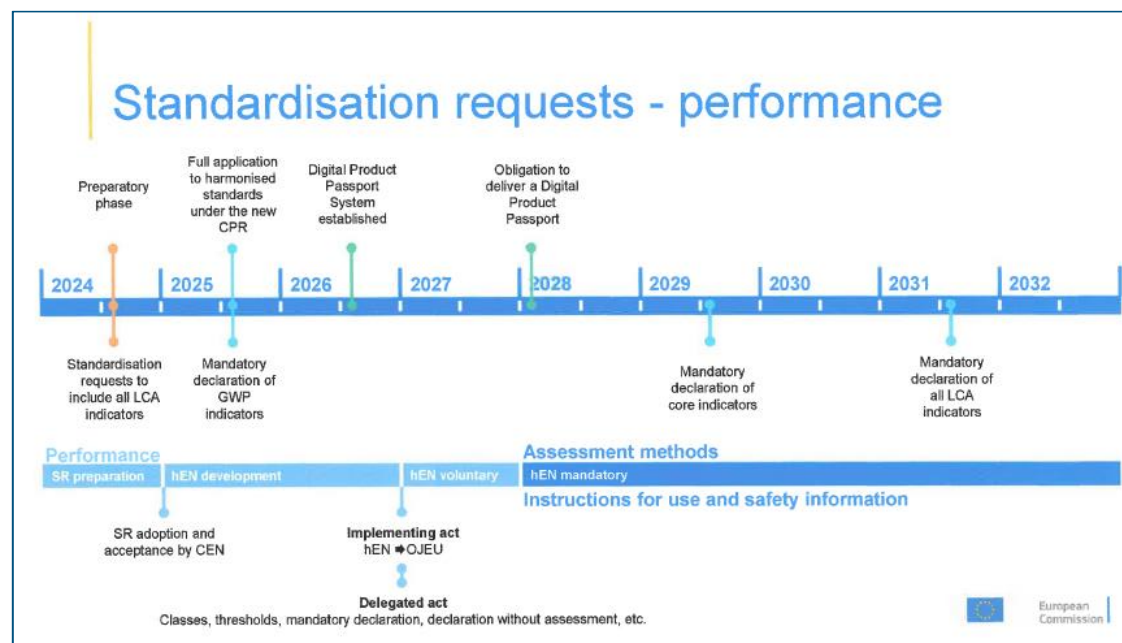 Standardisation requests - performance
Preparatory
phase
Full application
to harmonised
standards
under the new
CPR
Digital Product
Passport
System
established
Obligation to
deliver a Digital
Product
Passport
2024
2025
2026
2027
2028
2029
2030
2031
2032
Standardisation
requests to
include all LCA
indicators
Mandatory
declaration of
GWP
indicators
Mandatory
declaration of
core indicators
Mandatory
declaration of
all LCA
indicators
Performance
Assessment methods
SR preparation
hEN development
hEN voluntary
hEN mandatory
Instructions for use and safety information
SR adoption and
acceptance by CEN
Implementing act
hEN ➡OJEU
Delegated act
Classes, thresholds, mandatory declaration, declaration without assessment, etc.
European
Commission